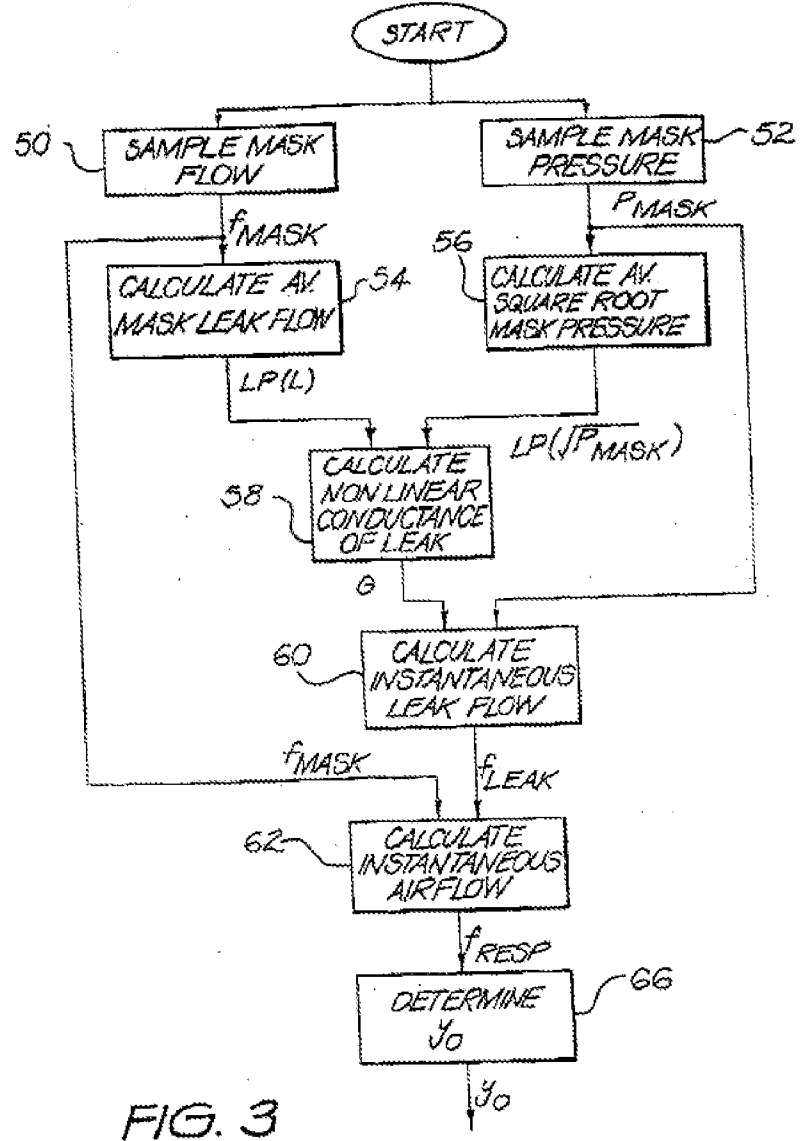 START
50
SAMPLE MASK
FLOW
SAMPLE MASK
PRESSURE
52
fMASK
PMASK
CALCULATE AV.
MASK LEAK FLOW
54
56
CALCULATE AV.
SQUARE ROOT
MASK PRESSURE
LP(L)
LP(√PMASK)
58
CALCULATE
NON LINEAR
CONDUCTANCE
OF LEAK
G
60
CALCULATE
INSTANTANEOUS
LEAK FLOW
fMASK
fLEAK
62
CALCULATE
INSTANTANEOUS
AIRFLOW
fRESP
DETERMINE
y0
66
y0
FIG. 3